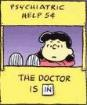 PSYCHIATRIC
HELP 5¢
THE DOCTOR
IS IN